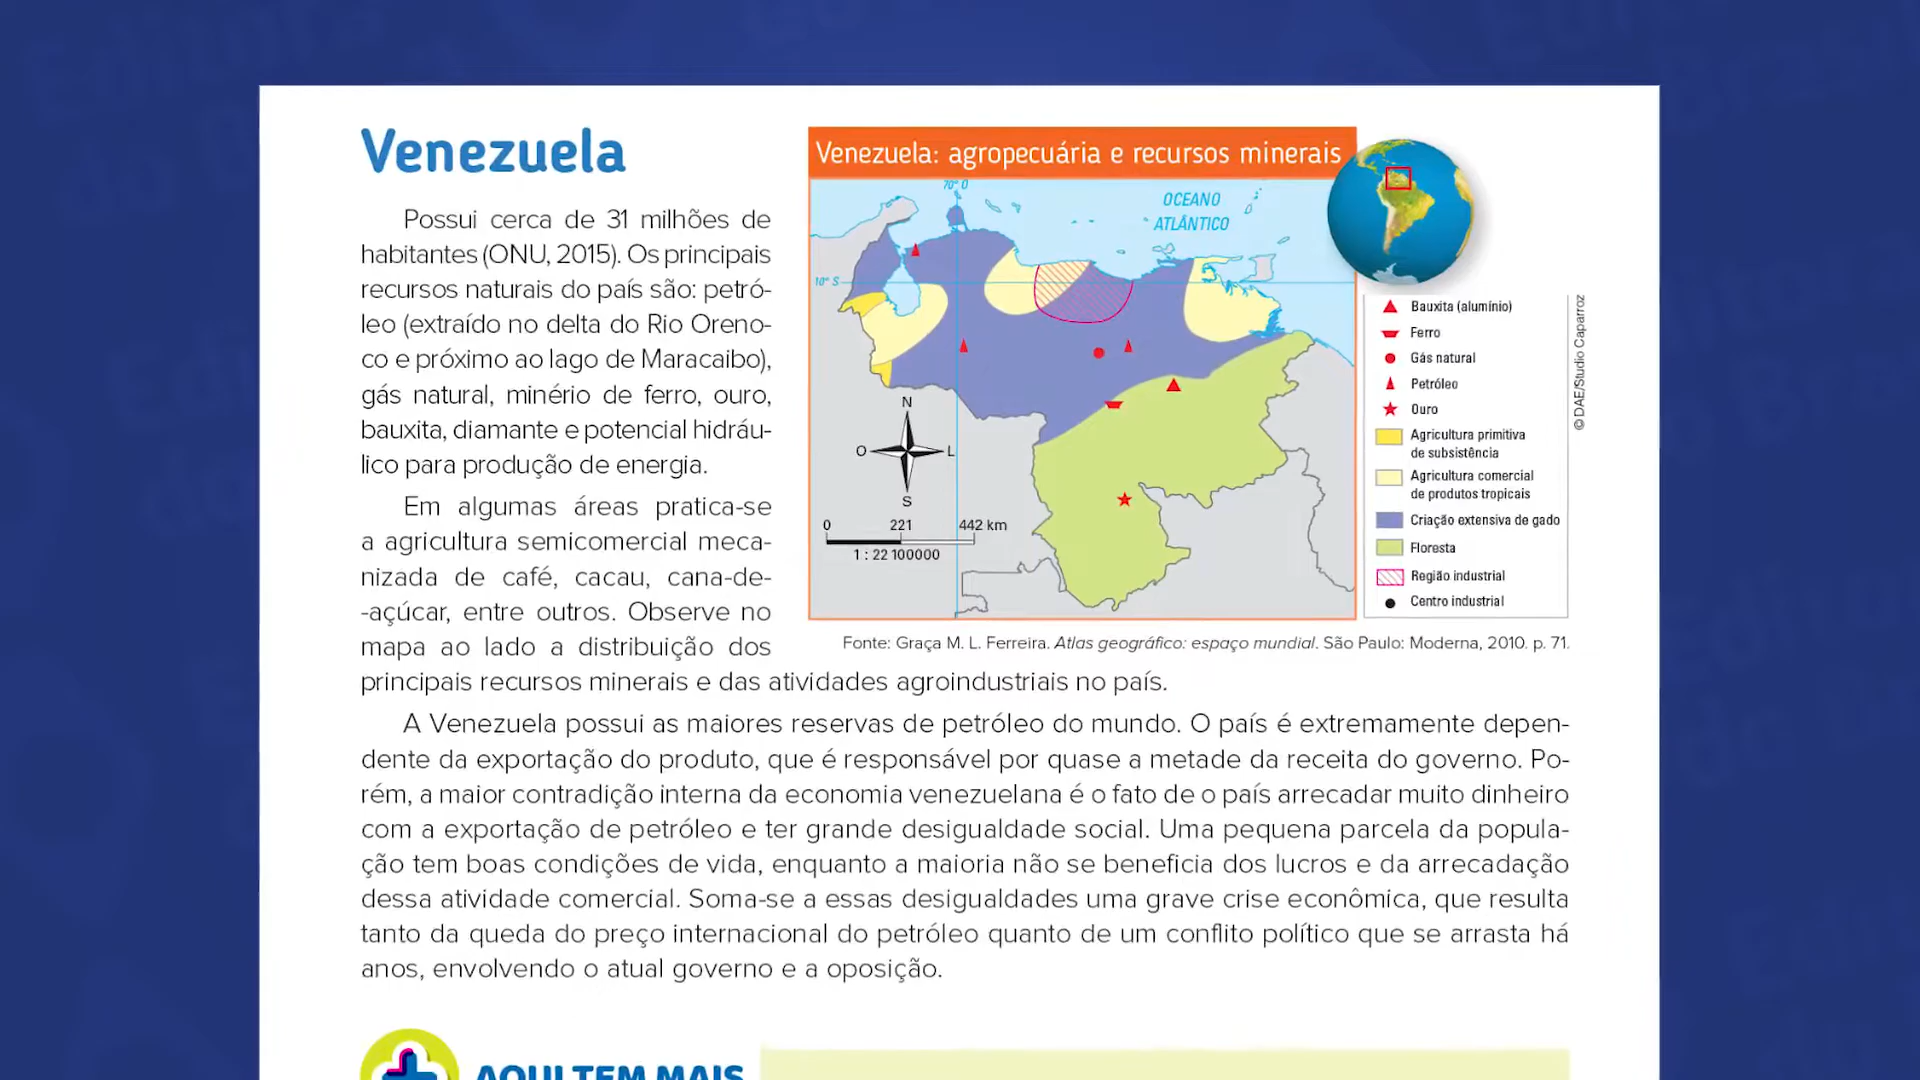 Venezuela
Possui cerca de 31 milhões de
habitantes (ONU, 2015). Os principais
recursos naturais do país são: petró-
leo (extraído no delta do Rio Oreno-
co e próximo ao lago de Maracaibo),
gás natural, minério de ferro, ouro,
bauxita, diamante e potencial hidráu-
lico para produção de energia.
Em algumas áreas pratica-se
a agricultura semicomercial meca-
nizada de café, cacau, cana-de-
-açúcar, entre outros. Observe no
mapa ao lado a distribuição dos
principais recursos minerais e das atividades agroindustriais no país.
Venezuela: agropecuária e recursos minerais
70° O
OCEANO
ATLÂNTICO
10° S
N
O
L
S
0 221 442 km
1 : 22 100000
Bauxita (alumínio)
Ferro
Gás natural
Petróleo
Ouro
Agricultura primitiva
de subsistência
Agricultura comercial
de produtos tropicais
Criação extensiva de gado
Floresta
Região industrial
Centro industrial
© DAE/Studio Caparroz
Fonte: Graça M. L. Ferreira. Atlas geográfico: espaço mundial. São Paulo: Moderna, 2010. p. 71.
A Venezuela possui as maiores reservas de petróleo do mundo. O país é extremamente depen-
dente da exportação do produto, que é responsável por quase a metade da receita do governo. Po-
rém, a maior contradição interna da economia venezuelana é o fato de o país arrecadar muito dinheiro
com a exportação de petróleo e ter grande desigualdade social. Uma pequena parcela da popula-
ção tem boas condições de vida, enquanto a maioria não se beneficia dos lucros e da arrecadação
dessa atividade comercial. Soma-se a essas desigualdades uma grave crise econômica, que resulta
tanto da queda do preço internacional do petróleo quanto de um conflito político que se arrasta há
anos, envolvendo o atual governo e a oposição.
AQUI TEM MAIS